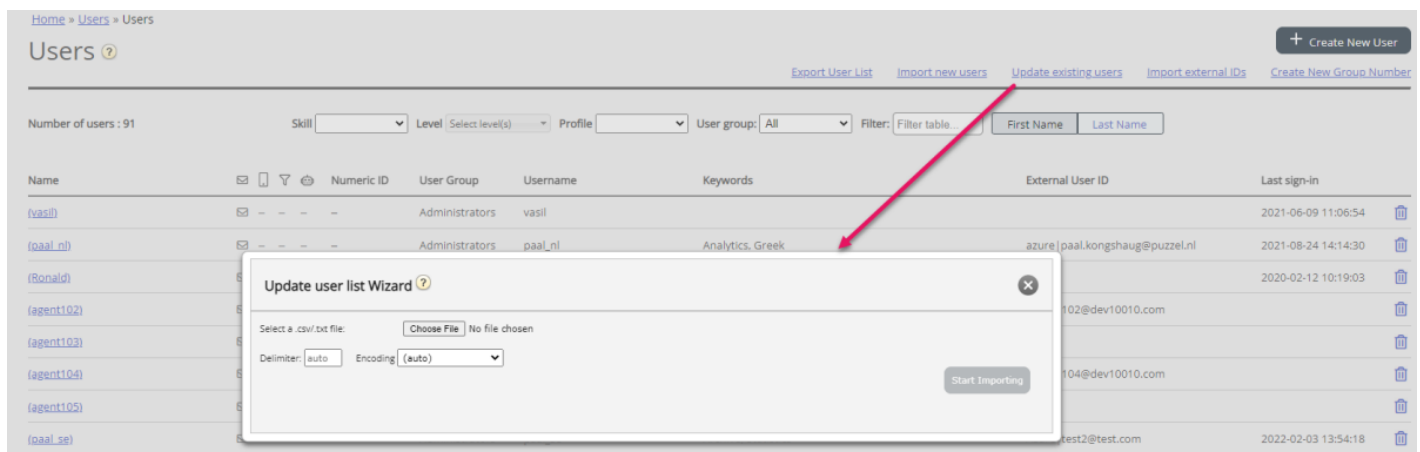 Home » Users » Users
Users ?
+ Create New User
Export User List Import new users Update existing users Import external IDs Create New Group Number
Number of users : 91 Skill Level Select level(s) Profile User group: All Filter: Filter table... First Name Last Name
Name Numeric ID User Group Username Keywords External User ID Last sign-in
(vasil) – – – – Administrators vasil 2021-06-09 11:06:54
(paal_nl) – – – – Administrators paal_nl Analytics, Greek azure|paal.kongshaug@puzzel.nl 2021-08-24 14:14:30
(Ronald) 2020-02-12 10:19:03
Update user list Wizard ?
(agent102) 102@dev10010.com
Select a .csv/.txt file: Choose File No file chosen
(agent103)
Delimiter: auto Encoding (auto)
(agent104) 104@dev10010.com
Start Importing
(agent105)
(paal_se) test2@test.com 2022-02-03 13:54:18